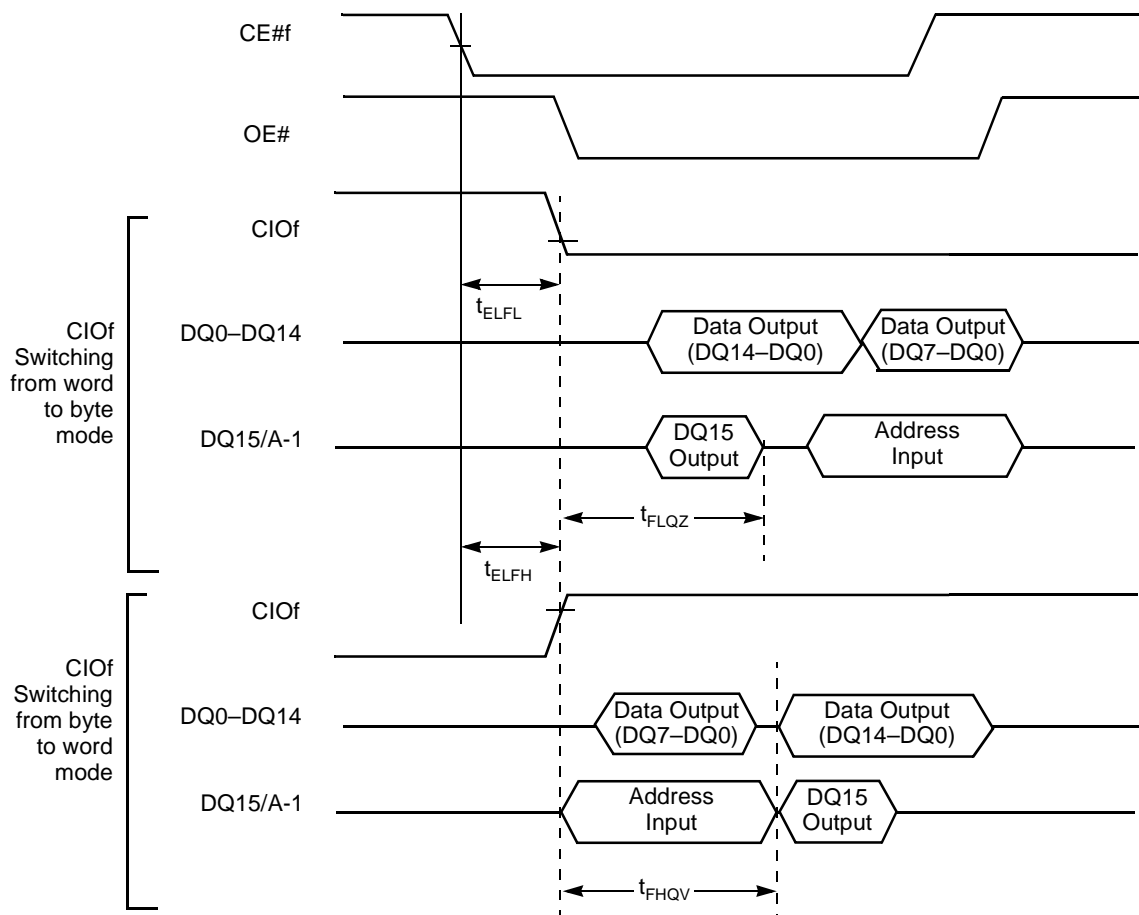 CE#f
OE#
CIOf
tELFL
CIOf
Switching
from word
to byte
mode
DQ0–DQ14
Data Output
(DQ14–DQ0)
Data Output
(DQ7–DQ0)
DQ15/A-1
DQ15
Output
Address
Input
tFLQZ
tELFH
CIOf
CIOf
Switching
from byte
to word
mode
DQ0–DQ14
Data Output
(DQ7–DQ0)
Data Output
(DQ14–DQ0)
DQ15/A-1
Address
Input
DQ15
Output
tFHQV